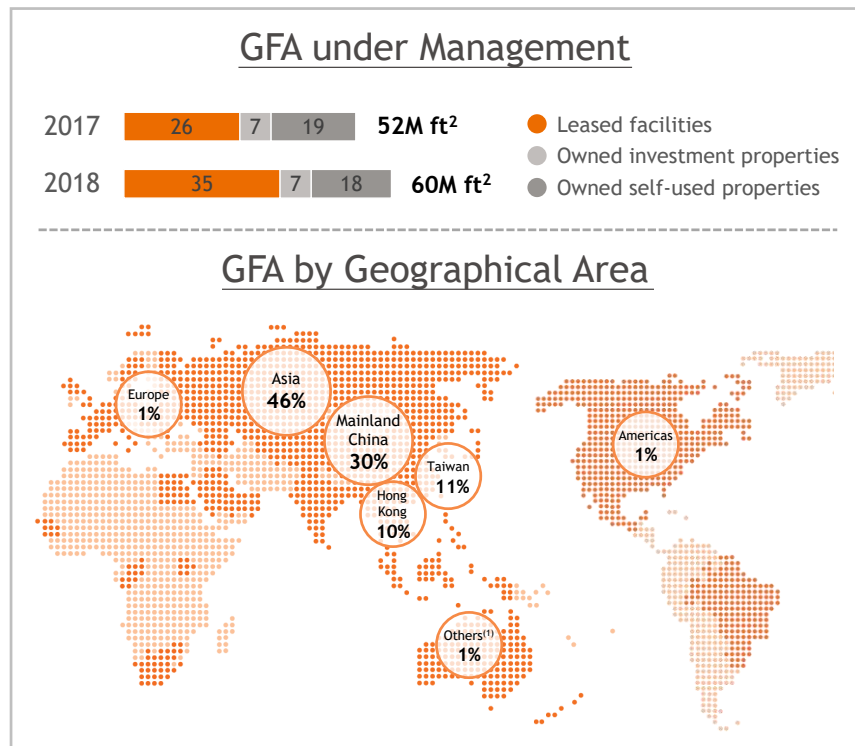 GFA under Management
2017 26 7 19 52M ft²
2018 35 7 18 60M ft²
Leased facilities
Owned investment properties
Owned self-used properties
GFA by Geographical Area
Europe
1%
Asia
46%
Mainland
China
30%
Taiwan
11%
Hong
Kong
10%
Americas
1%
Others⁽¹⁾
1%